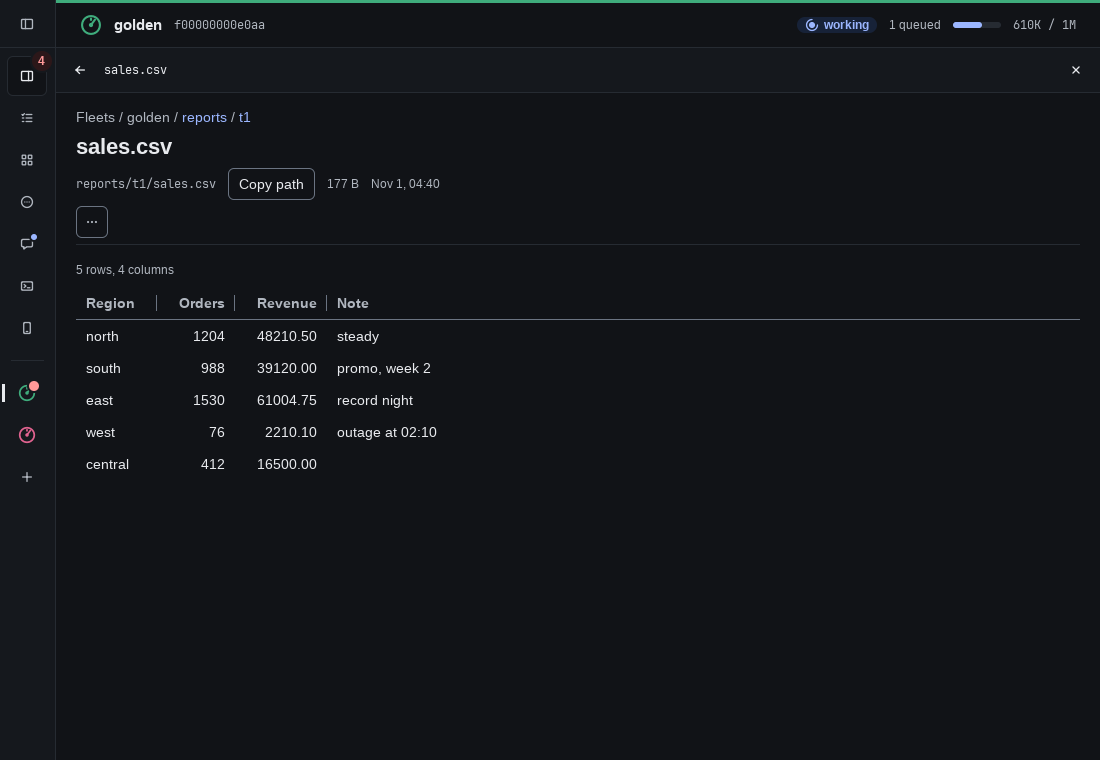 golden f00000000e0aa working 1 queued 610K / 1M
4
sales.csv
Fleets / golden / reports / t1
sales.csv
reports/t1/sales.csv Copy path 177 B Nov 1, 04:40
5 rows, 4 columns
Region Orders Revenue Note
north 1204 48210.50 steady
south 988 39120.00 promo, week 2
east 1530 61004.75 record night
west 76 2210.10 outage at 02:10
central 412 16500.00